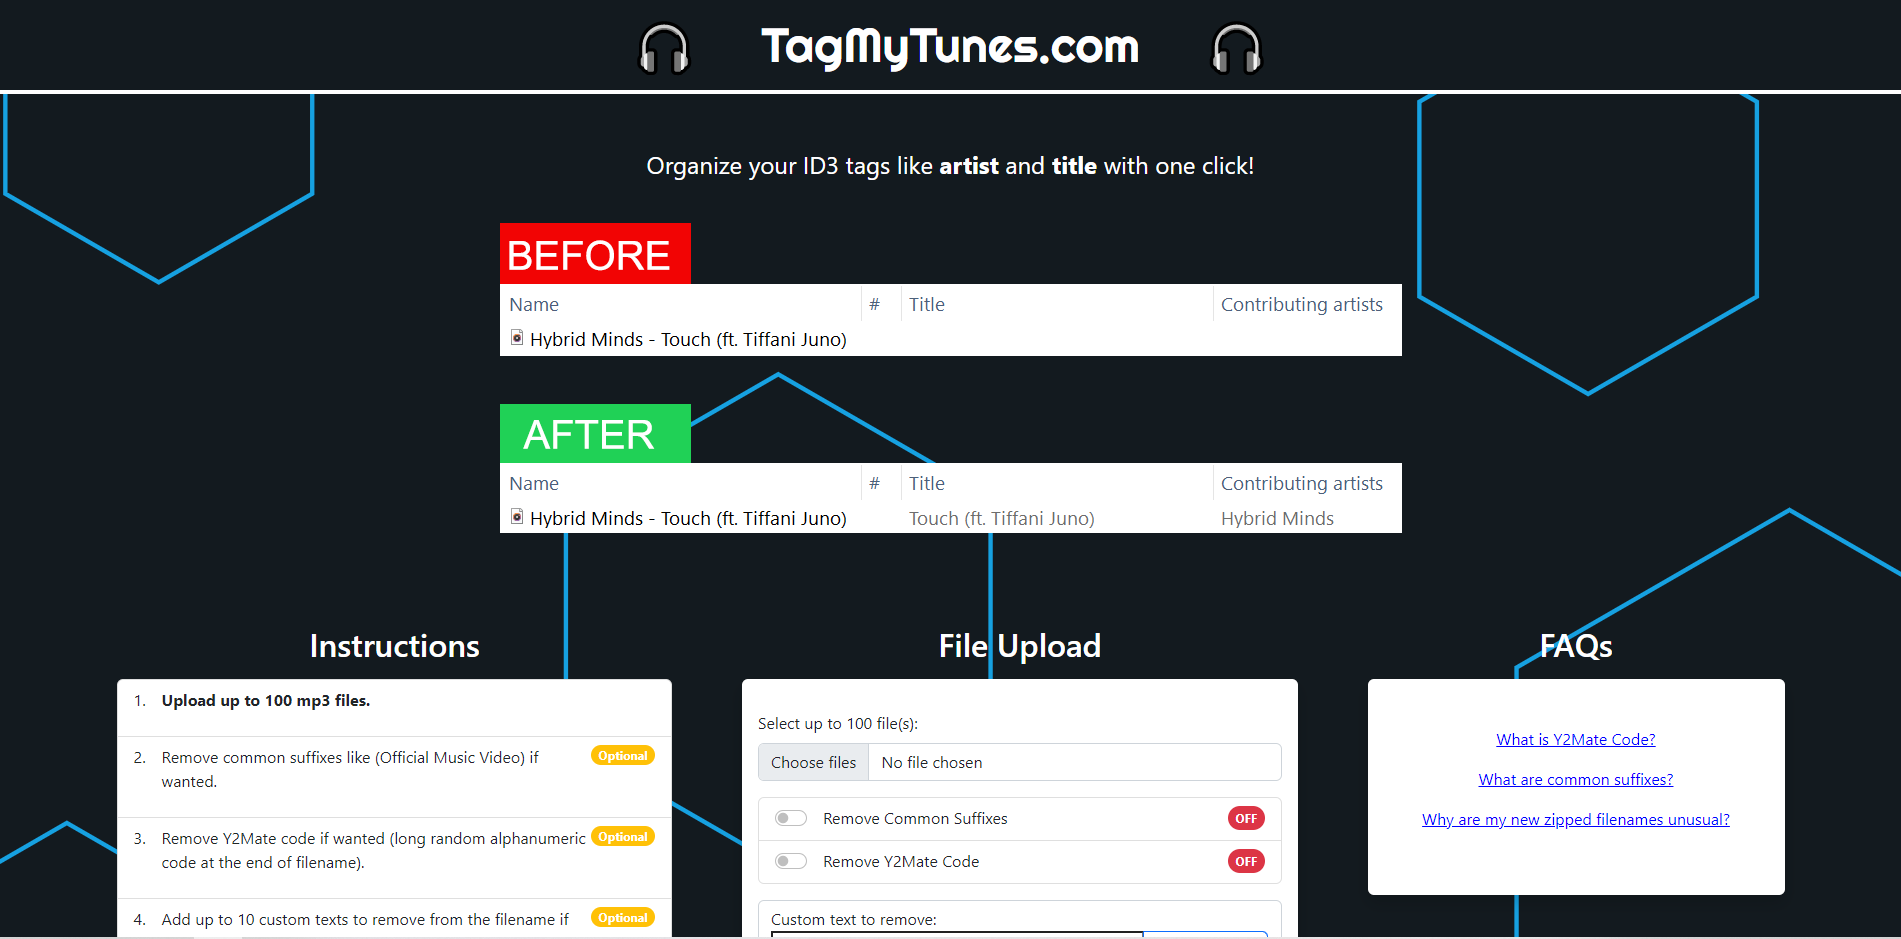 TagMyTunes.com
Organize your ID3 tags like artist and title with one click!
BEFORE
Name # Title Contributing artists
Hybrid Minds - Touch (ft. Tiffani Juno)
AFTER
Name # Title Contributing artists
Hybrid Minds - Touch (ft. Tiffani Juno) Touch (ft. Tiffani Juno) Hybrid Minds
Instructions
1. Upload up to 100 mp3 files.
2. Remove common suffixes like (Official Music Video) if Optional
wanted.
3. Remove Y2Mate code if wanted (long random alphanumeric Optional
code at the end of filename).
4. Add up to 10 custom texts to remove from the filename if Optional
File Upload
Select up to 100 file(s):
Choose files No file chosen
Remove Common Suffixes OFF
Remove Y2Mate Code OFF
Custom text to remove:
FAQs
What is Y2Mate Code?
What are common suffixes?
Why are my new zipped filenames unusual?